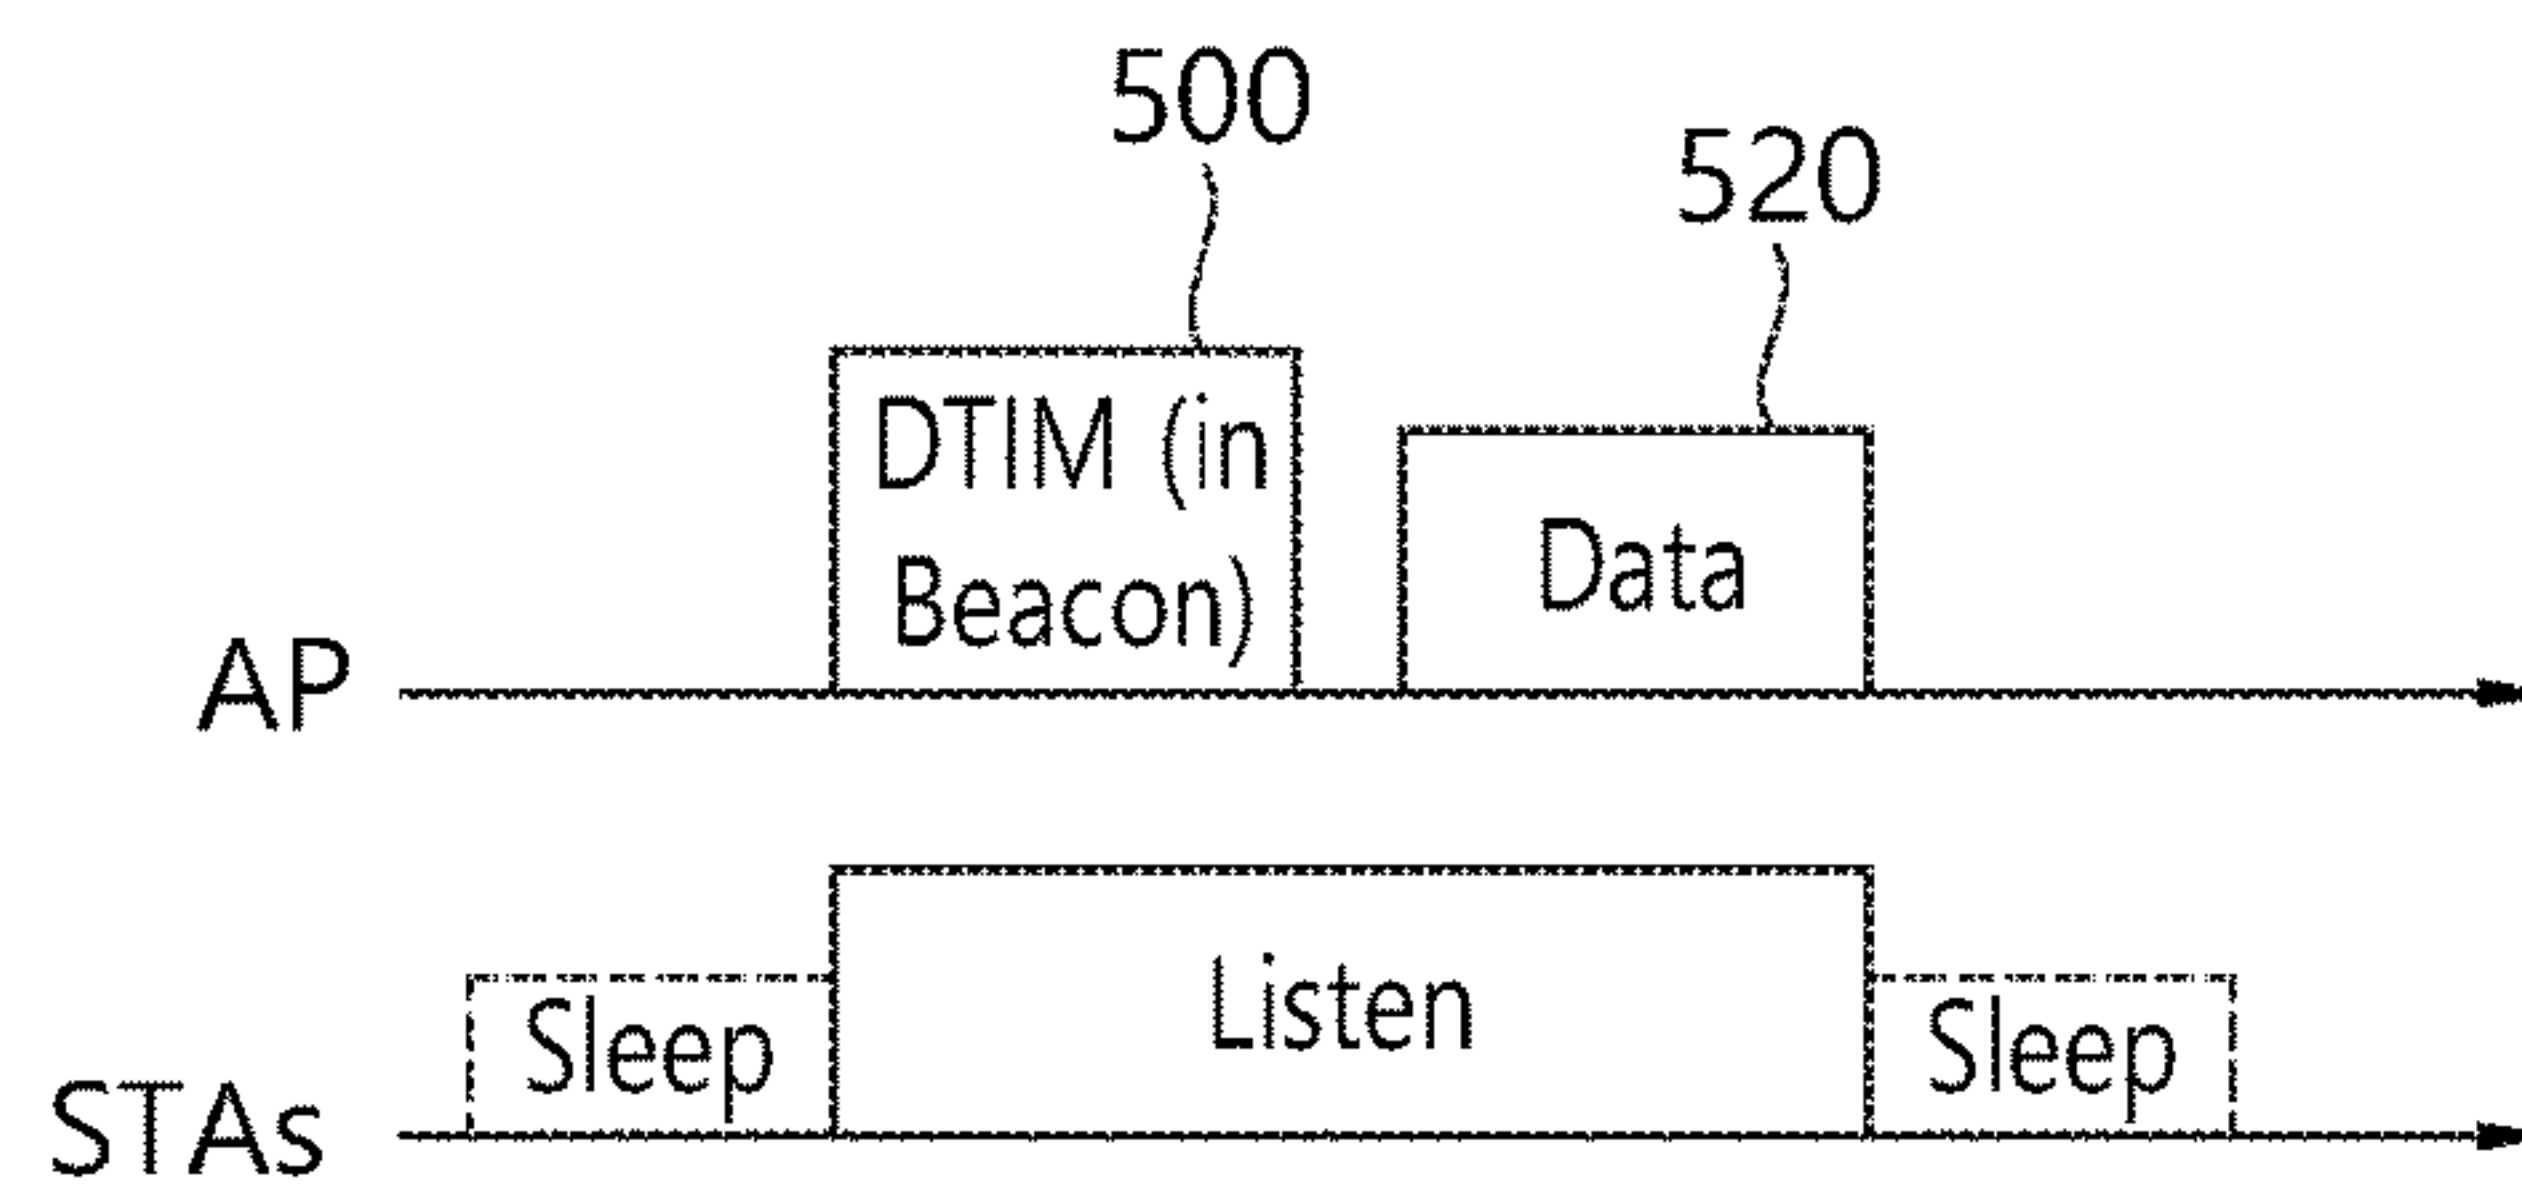 500
520
DTIM (in
Beacon)
Data
AP
Listen
Sleep
Sleep
STAs